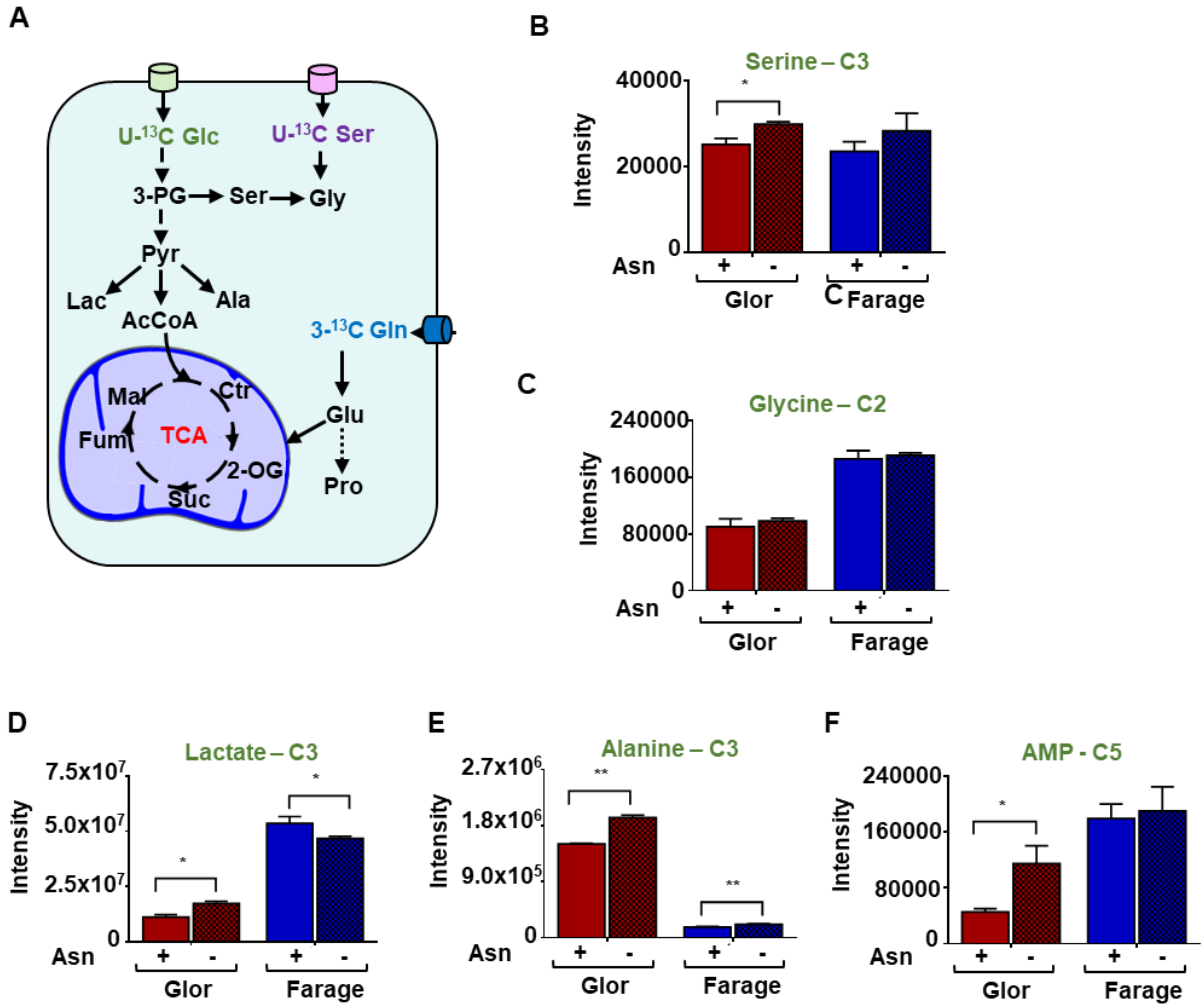 A
U-¹³C Glc
U-¹³C Ser
3-PG
Ser
Gly
Pyr
Lac
Ala
AcCoA
3-¹³C Gln
Mal
Ctr
Glu
Fum
TCA
2-OG
Suc
Pro
B
Serine – C3
*
40000
20000
0
Intensity
Asn
+ - + -
Glor
C Farage
C
Glycine – C2
240000
160000
80000
0
Intensity
Asn
+ - + -
Glor Farage
D
Lactate – C3
7.5x10⁷
5.0x10⁷
2.5x10⁷
0
Intensity
*
*
Asn
+ - + -
Glor Farage
E
Alanine – C3
2.7x10⁶
1.8x10⁶
9.0x10⁵
0
Intensity
**
**
Asn
+ - + -
Glor Farage
F
AMP - C5
240000
160000
80000
0
Intensity
*
Asn
+ - + -
Glor Farage